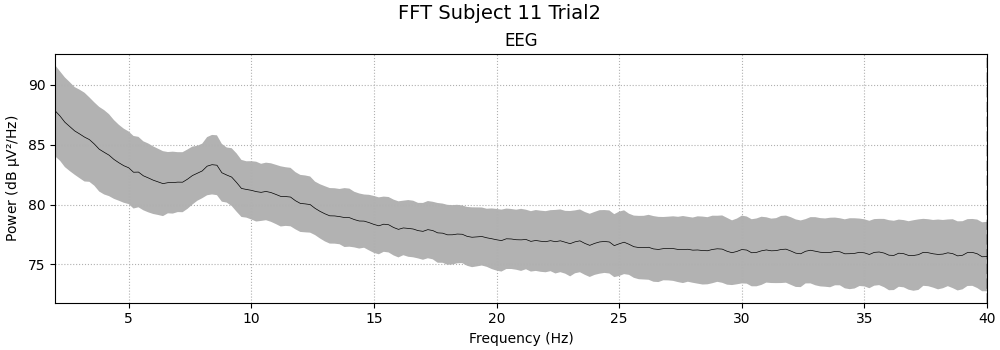 FFT Subject 11 Trial2
EEG
Power (dB µV²/Hz)
90
85
80
75
5 10 15 20 25 30 35 40
Frequency (Hz)